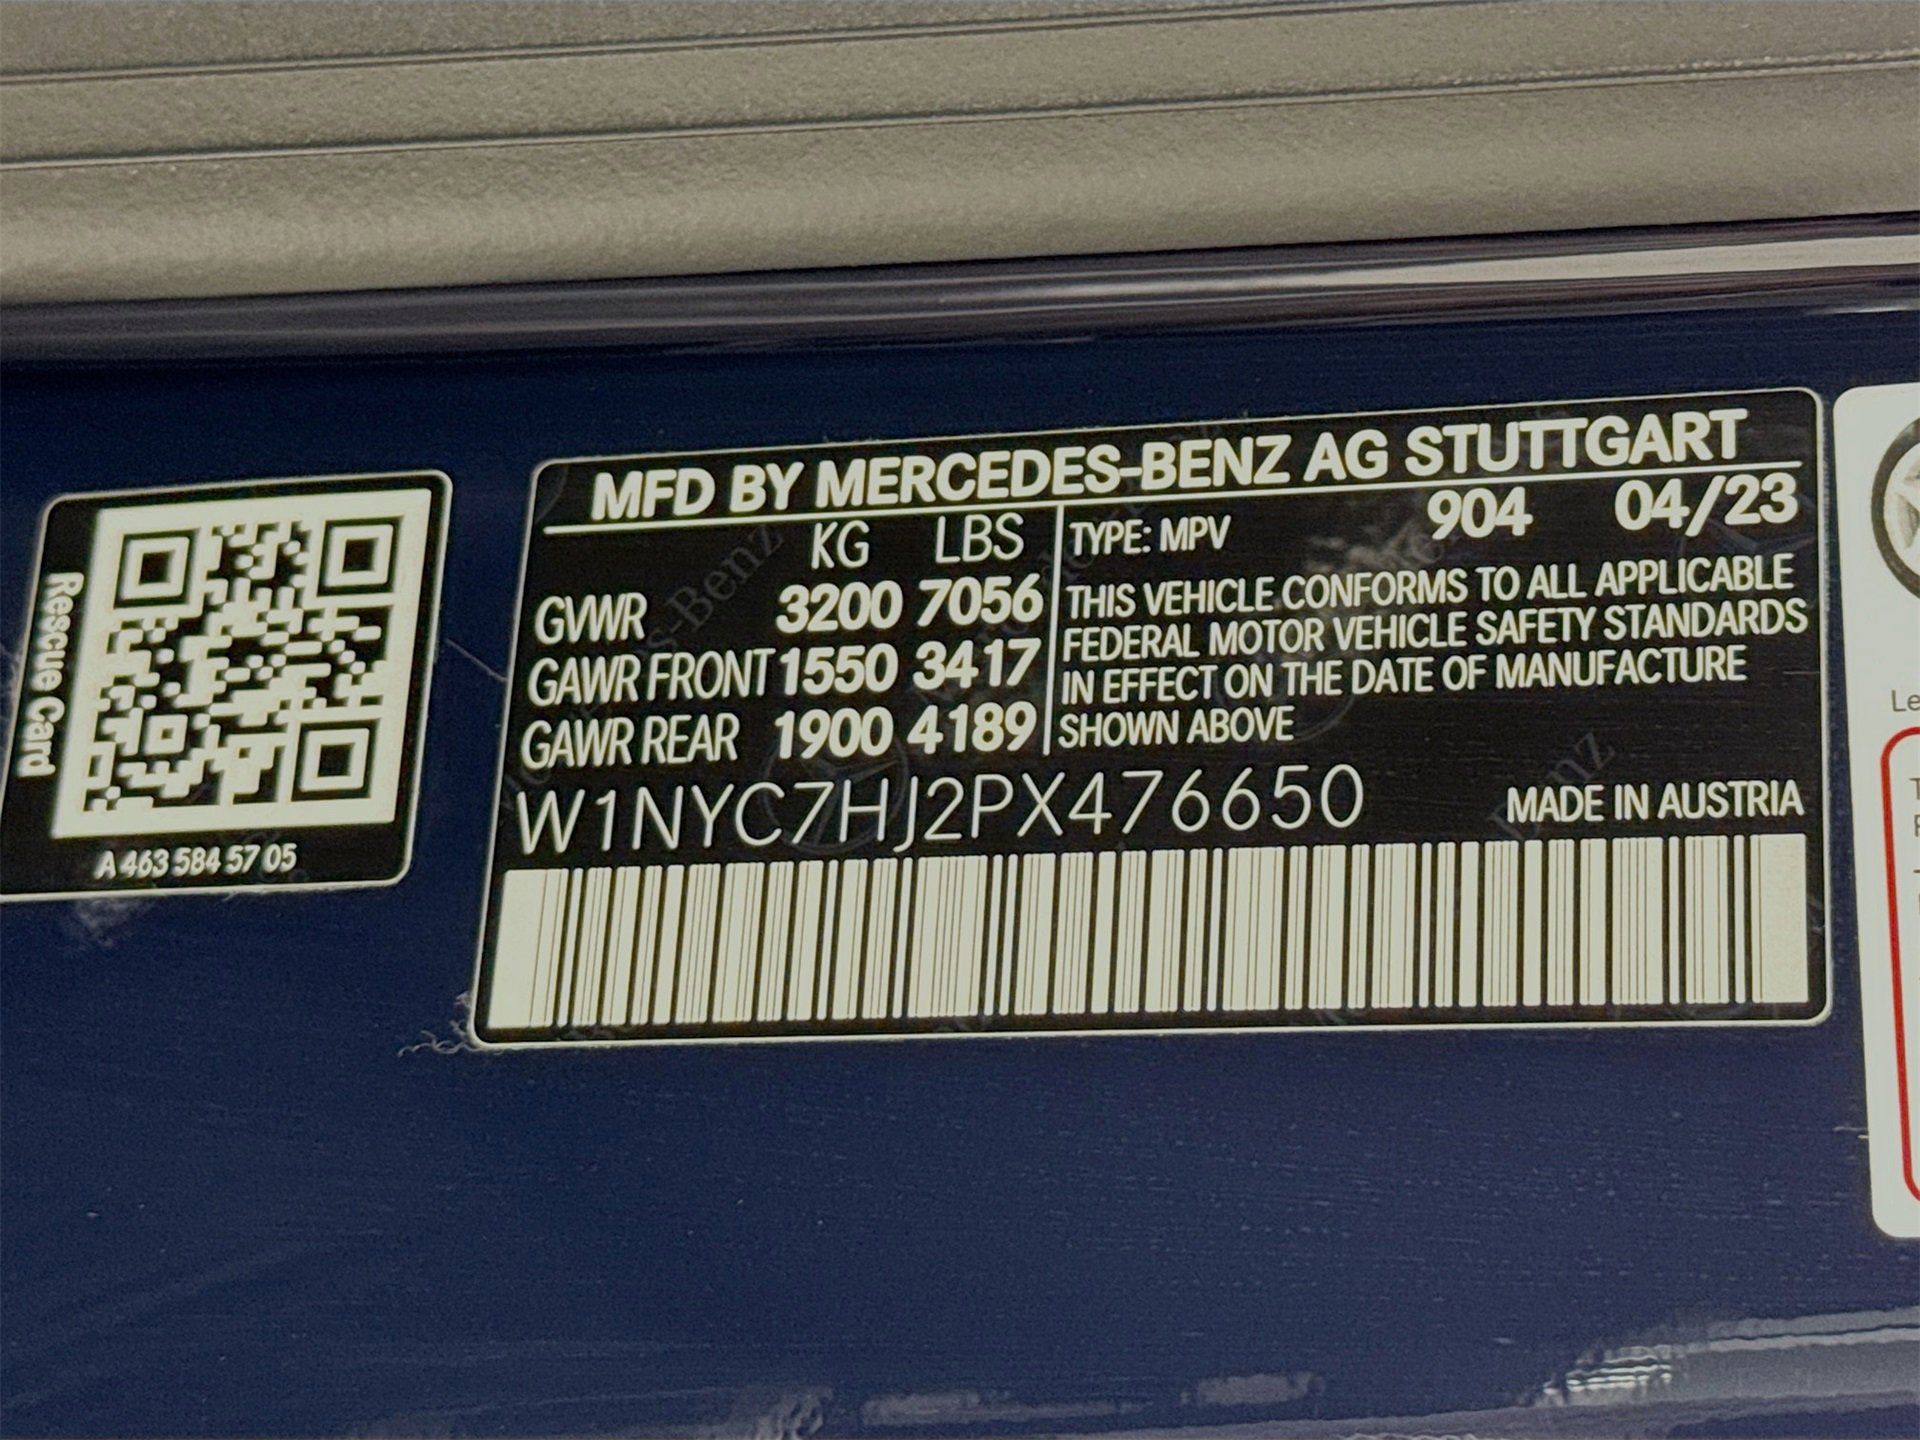 Rescue Card
A 463 584 57 05
MFD BY MERCEDES-BENZ AG STUTTGART
KG LBS
GVWR 3200 7056
GAWR FRONT 1550 3417
GAWR REAR 1900 4189
TYPE: MPV 904 04/23
THIS VEHICLE CONFORMS TO ALL APPLICABLE
FEDERAL MOTOR VEHICLE SAFETY STANDARDS
IN EFFECT ON THE DATE OF MANUFACTURE
SHOWN ABOVE
W1NYC7HJ2PX476650
MADE IN AUSTRIA